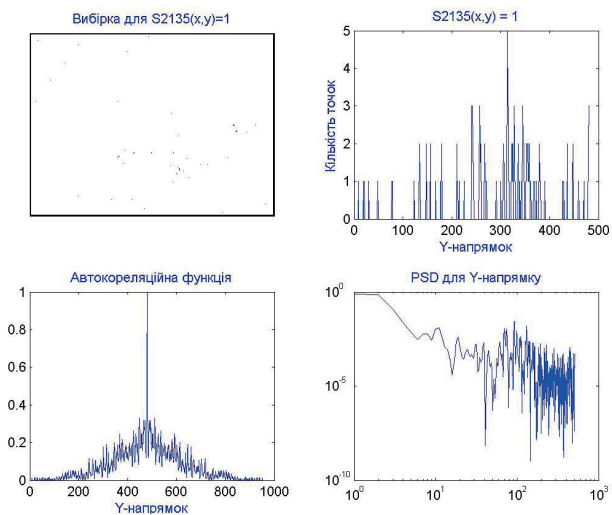 Вибірка для S2135(x,y)=1
S2135(x,y) = 1
Кількість точок
5
4
3
2
1
0
0 100 200 300 400 500
Y-напрямок
Автокореляційна функція
1
0.8
0.6
0.4
0.2
0
0 200 400 600 800 1000
Y-напрямок
PSD для Y-напрямку
10^0
10^-5
10^-10
10^0 10^1 10^2 10^3